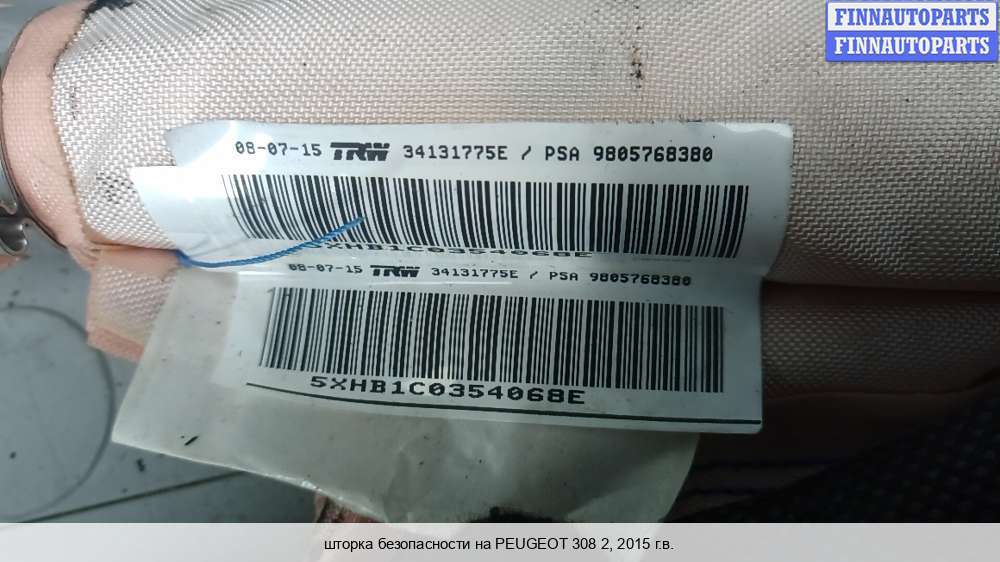 FINNAUTOPARTS
FINNAUTOPARTS
08-07-15 TRW 34131775E / PSA 9805768380
5XHB1C0354068E
08-07-15 TRW 34131775E / PSA 9805768380
5XHB1C0354068E
шторка безопасности на PEUGEOT 308 2, 2015 г.в.